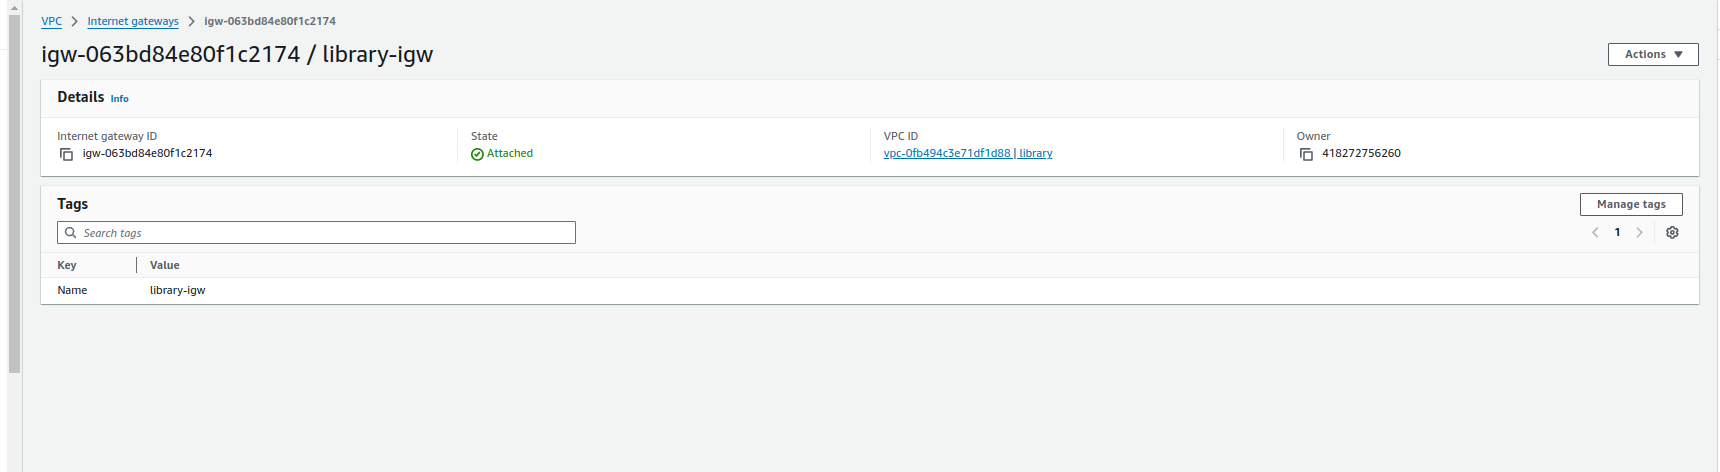 VPC > Internet gateways > igw-063bd84e80f1c2174
igw-063bd84e80f1c2174 / library-igw
Actions
Details Info
Internet gateway ID
igw-063bd84e80f1c2174
State
Attached
VPC ID
vpc-0fb494c3e71df1d88 | library
Owner
418272756260
Tags
Manage tags
Search tags
1
Key Value
Name library-igw